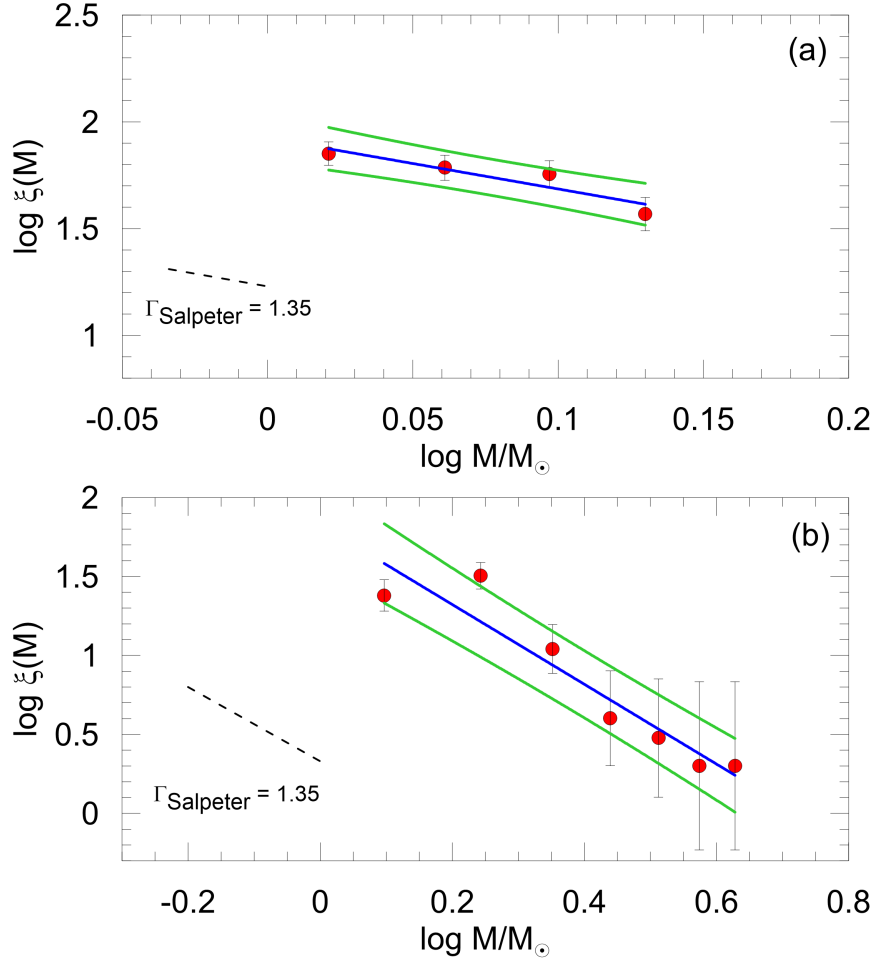 2.5
(a)
2
log ξ(M)
1.5
Γ_Salpeter = 1.35
1
-0.05 0 0.05 0.1 0.15 0.2
log M/M⊙
2
(b)
1.5
log ξ(M)
1
0.5
Γ_Salpeter = 1.35
0
-0.2 0 0.2 0.4 0.6 0.8
log M/M⊙